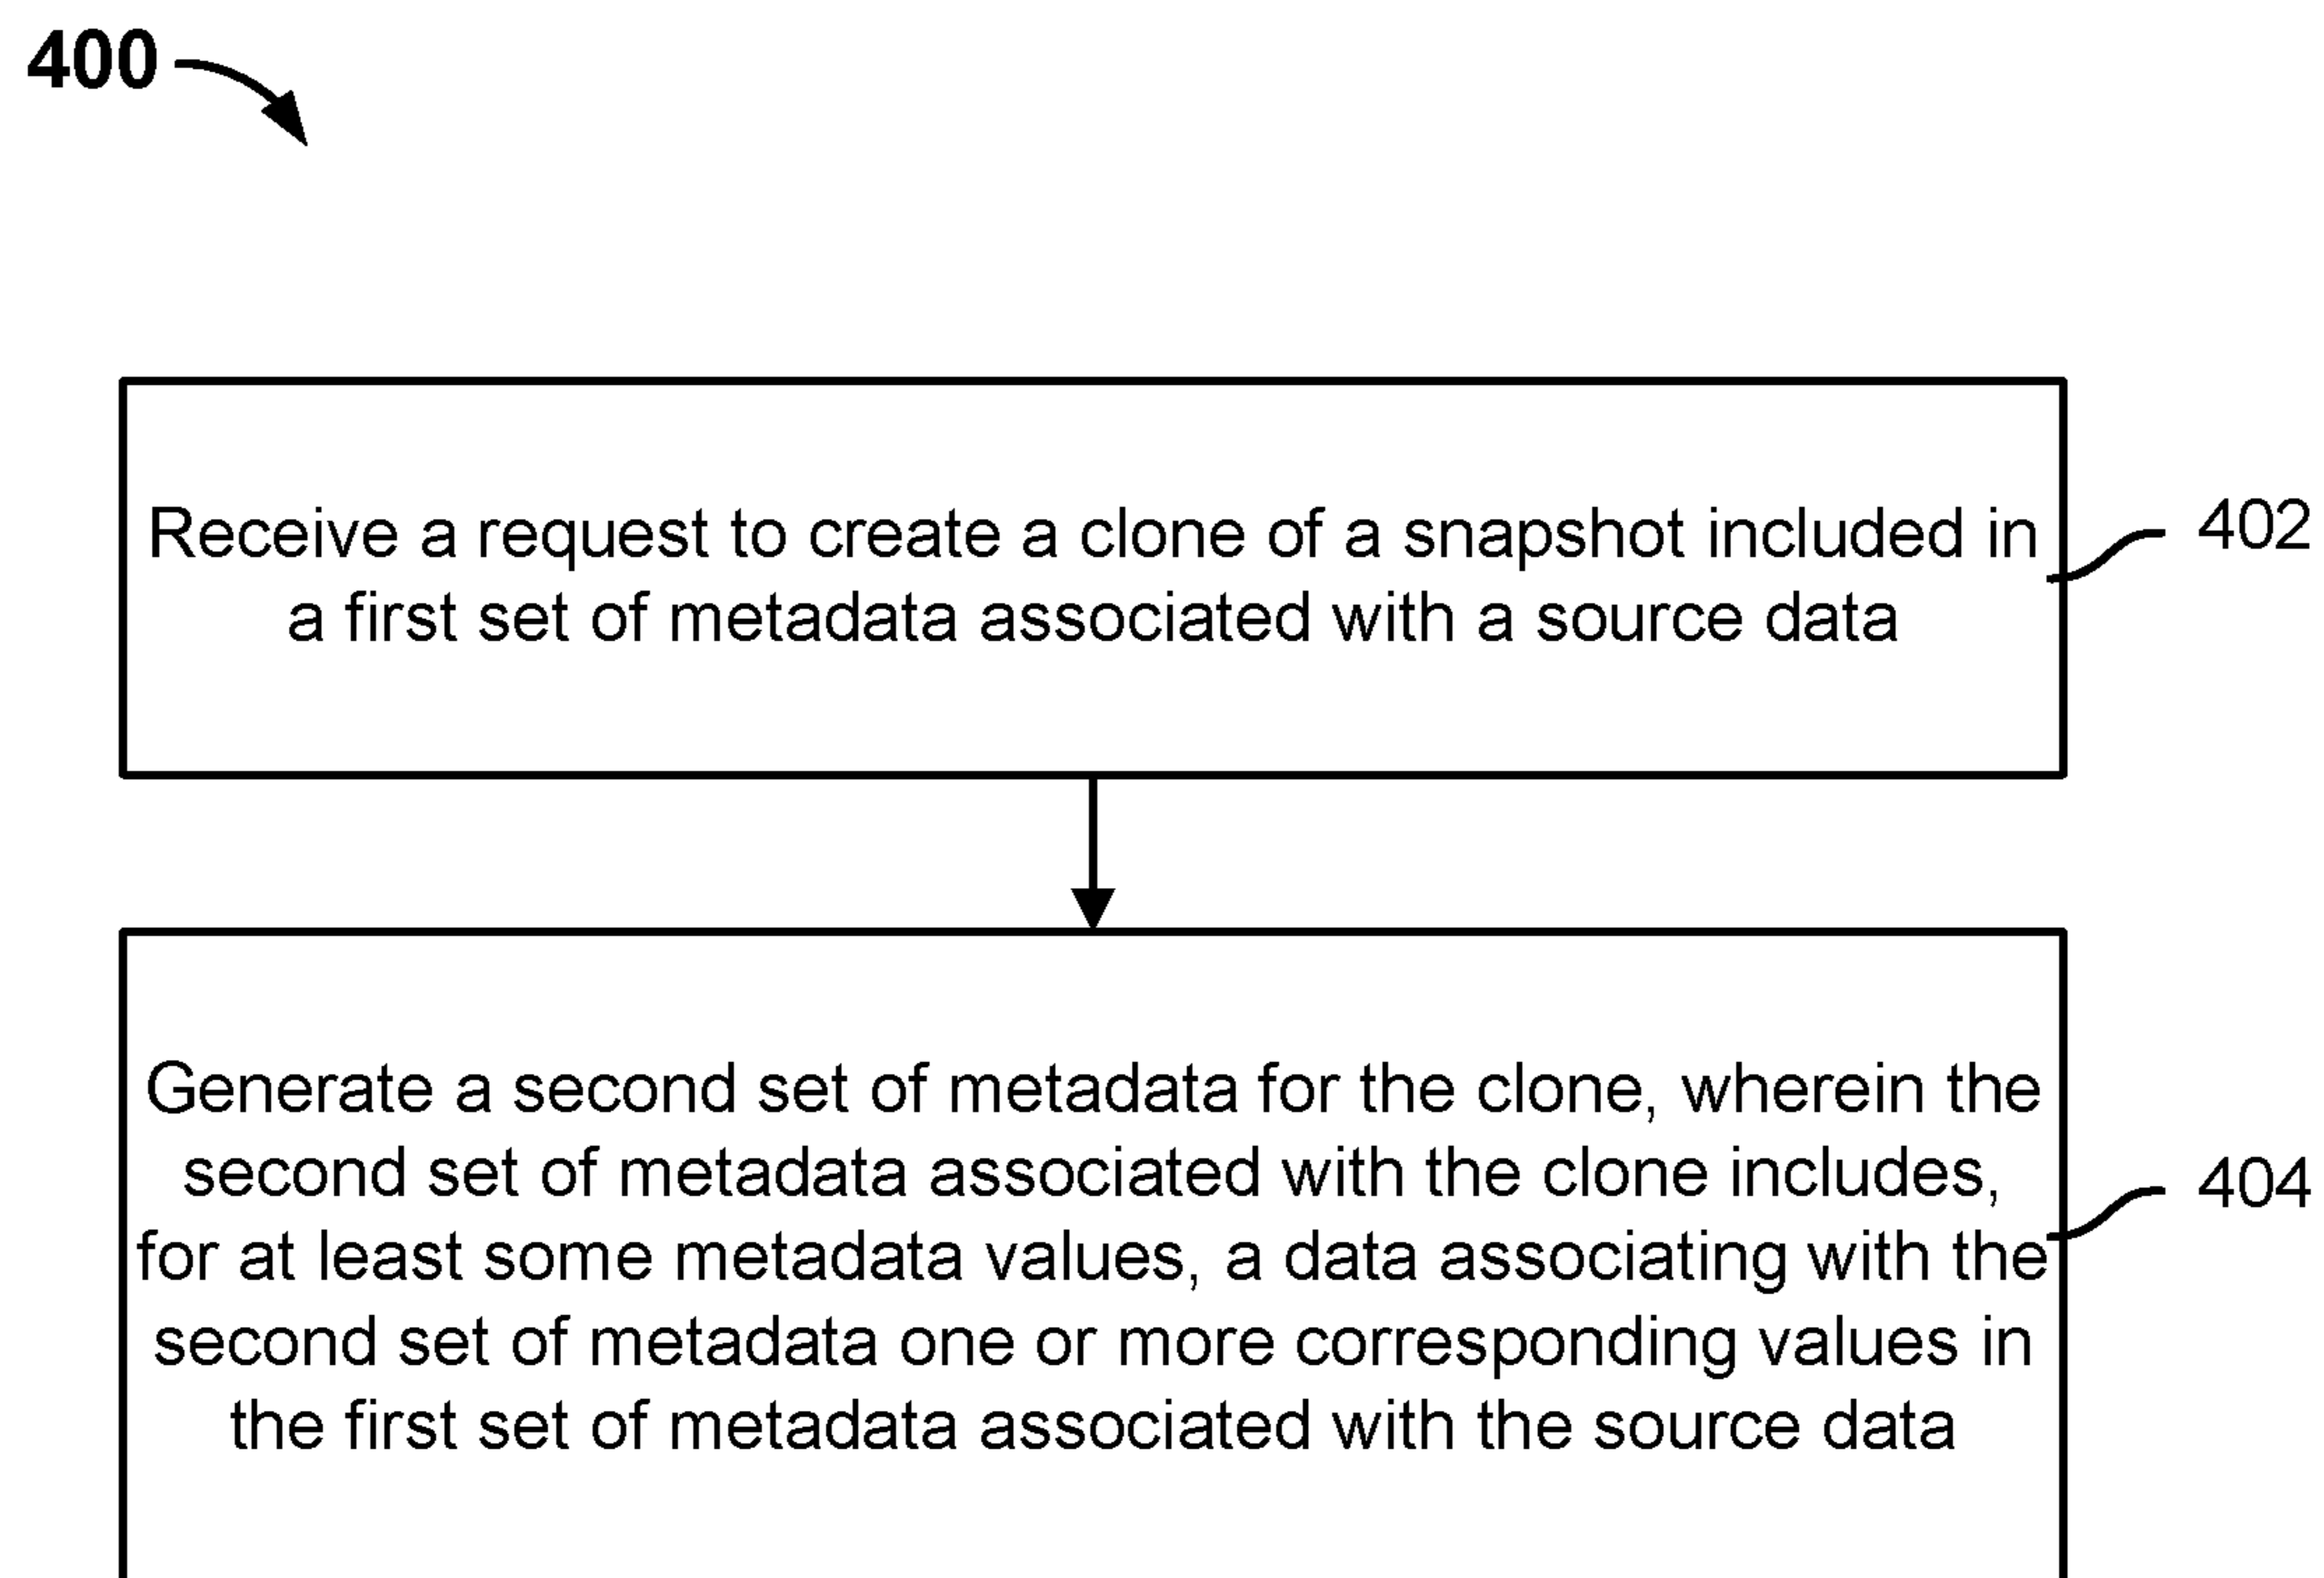 400
Receive a request to create a clone of a snapshot included in
a first set of metadata associated with a source data
402
Generate a second set of metadata for the clone, wherein the
second set of metadata associated with the clone includes,
for at least some metadata values, a data associating with the
second set of metadata one or more corresponding values in
the first set of metadata associated with the source data
404